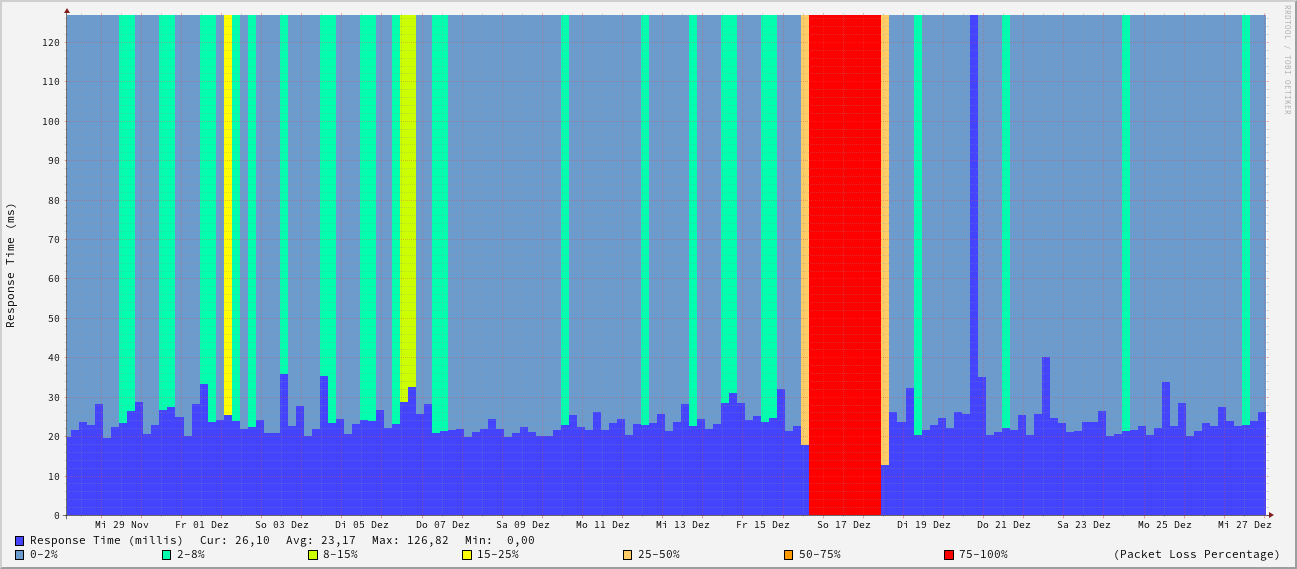 RRDTOOL / TOBI OETIKER
Response Time (ms)
120
110
100
90
80
70
60
50
40
30
20
10
0
Mi 29 Nov Fr 01 Dez So 03 Dez Di 05 Dez Do 07 Dez Sa 09 Dez Mo 11 Dez Mi 13 Dez Fr 15 Dez So 17 Dez Di 19 Dez Do 21 Dez Sa 23 Dez Mo 25 Dez Mi 27 Dez
Response Time (millis) Cur: 26,10 Avg: 23,17 Max: 126,82 Min: 0,00
0-2% 2-8% 8-15% 15-25% 25-50% 50-75% 75-100% (Packet Loss Percentage)